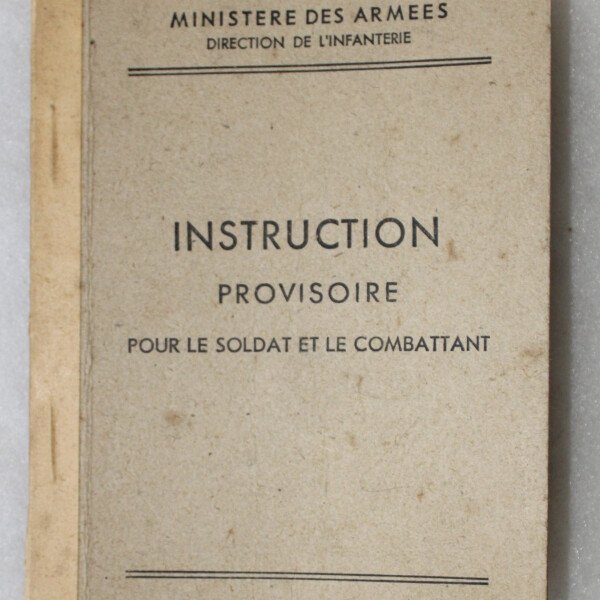 MINISTERE DES ARMEES
DIRECTION DE L'INFANTERIE
INSTRUCTION
PROVISOIRE
POUR LE SOLDAT ET LE COMBATTANT